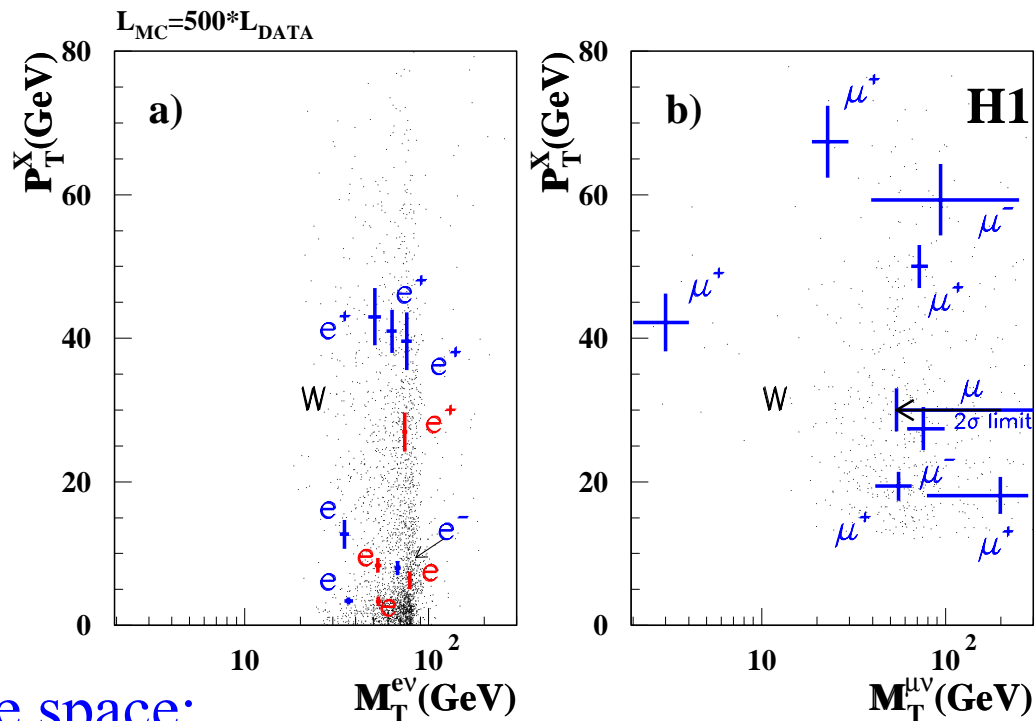 L_MC=500*L_DATA
a)
P_T^X(GeV)
80
60
40
20
0
10
10^2
M_T^eν(GeV)
W
e^+
e^+
e^+
e^+
e
e
e^-
e
e
e
b)
H1
P_T^X(GeV)
80
60
40
20
0
10
10^2
M_T^μν(GeV)
W
μ^+
μ^-
μ^+
μ^+
μ
2σ limit
μ^-
μ^+
μ^+
e space: